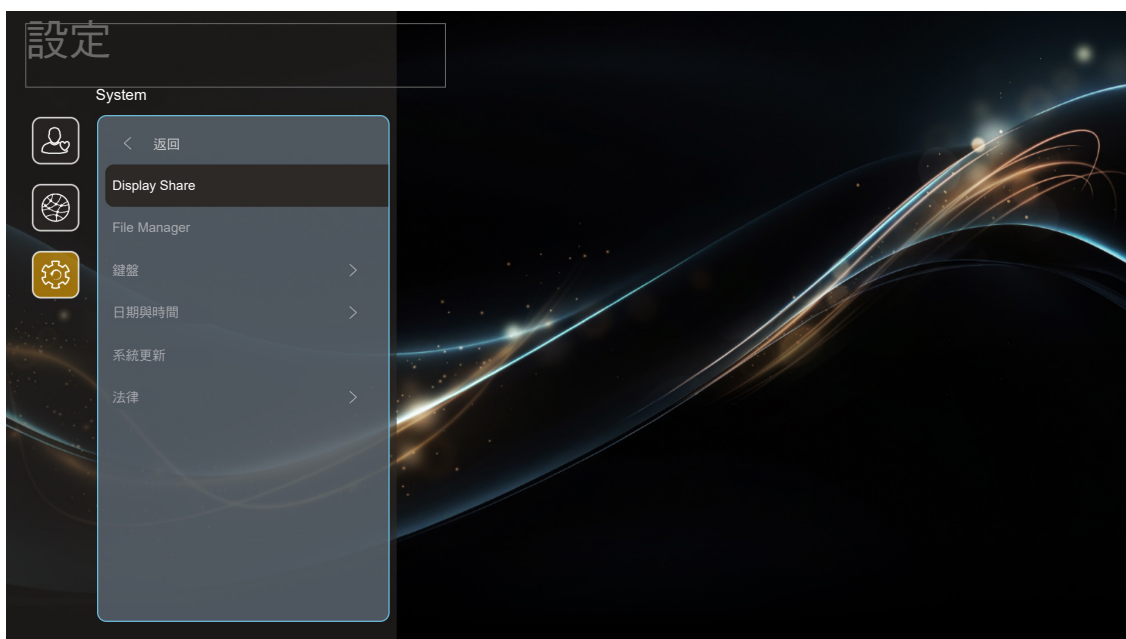 設定
System
返回
Display Share
File Manager
鍵盤
日期與時間
系統更新
法律